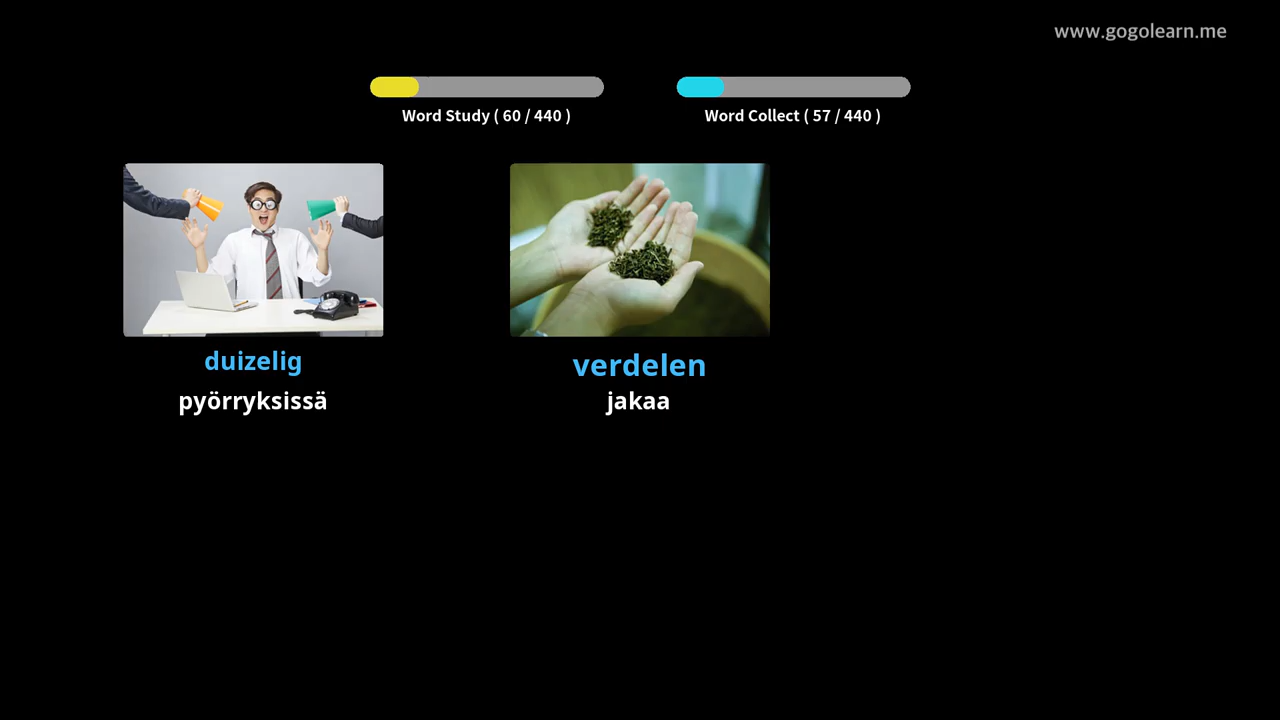 www.gogolearn.me
Word Study ( 60 / 440 )
Word Collect ( 57 / 440 )
duizelig
pyörryksissä
verdelen
jakaa